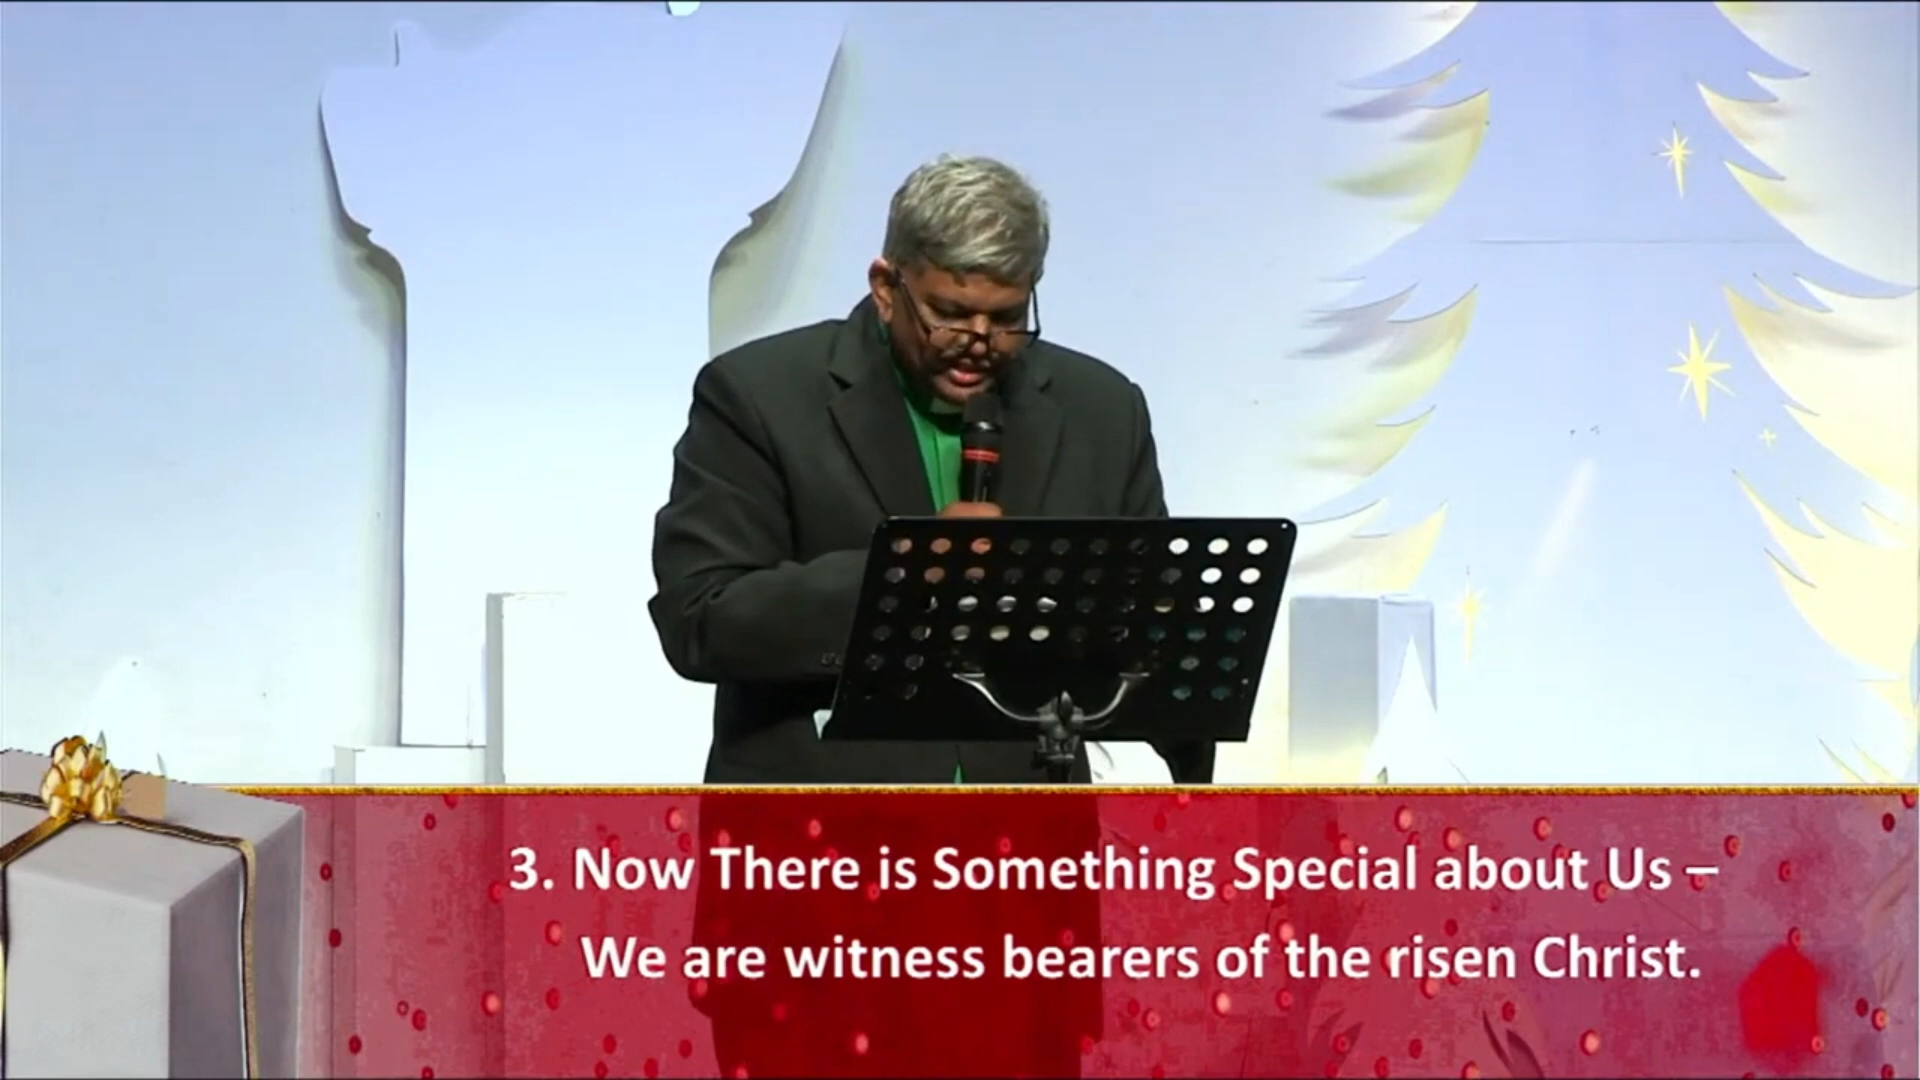 3. Now There is Something Special about Us –
We are witness bearers of the risen Christ.